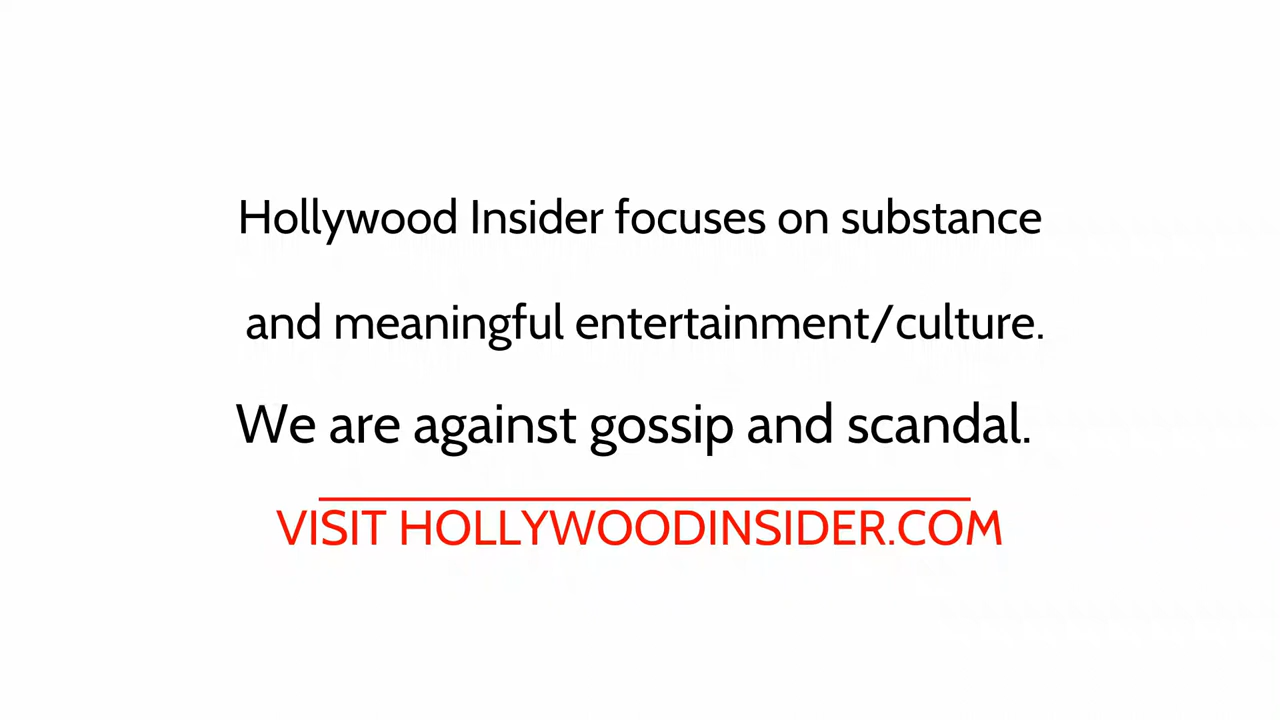 Hollywood Insider focuses on substance
and meaningful entertainment/culture.
We are against gossip and scandal.
VISIT HOLLYWOODINSIDER.COM